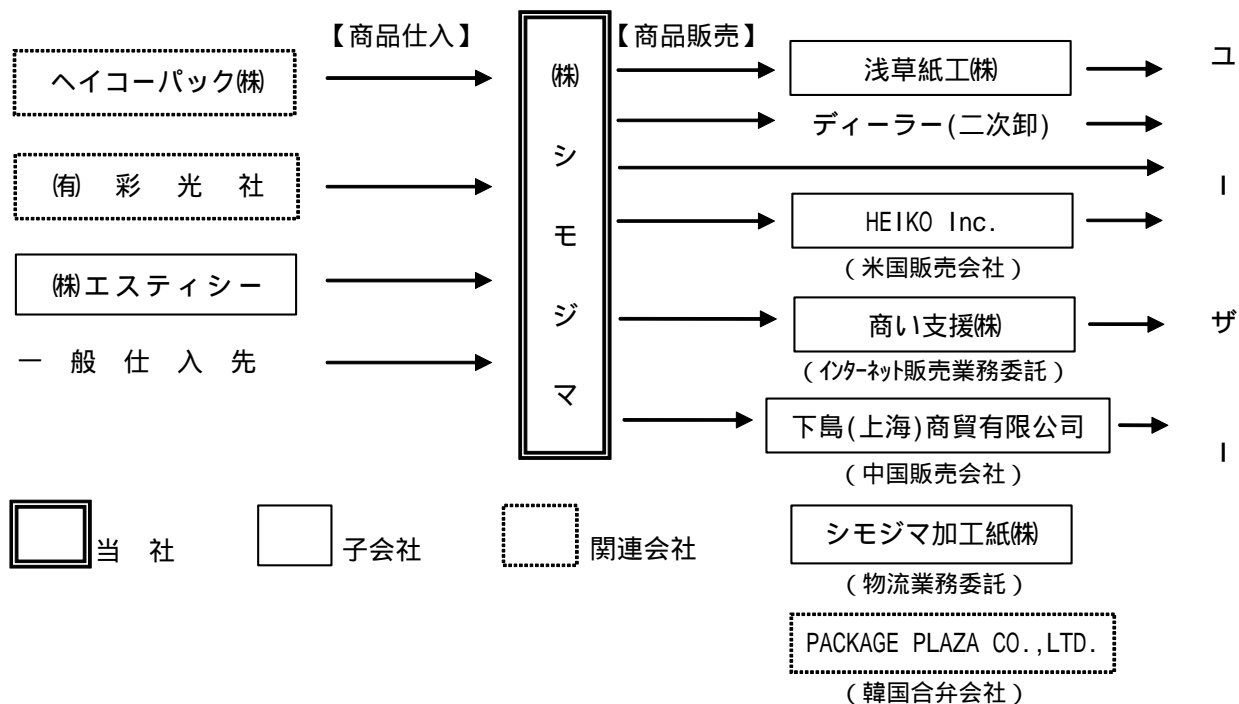 【商品仕入】
【商品販売】
ヘイコーパック㈱
㈲ 彩 光 社
㈱エスティシー
一 般 仕 入 先
㈱シモジマ
浅草紙工㈱
ディーラー(二次卸)
HEIKO Inc.
(米国販売会社)
商い支援㈱
(インターネット販売業務委託)
下島(上海)商貿有限公司
(中国販売会社)
シモジマ加工紙㈱
(物流業務委託)
PACKAGE PLAZA CO.,LTD.
(韓国合弁会社)
ユーザー
当 社
子会社
関連会社